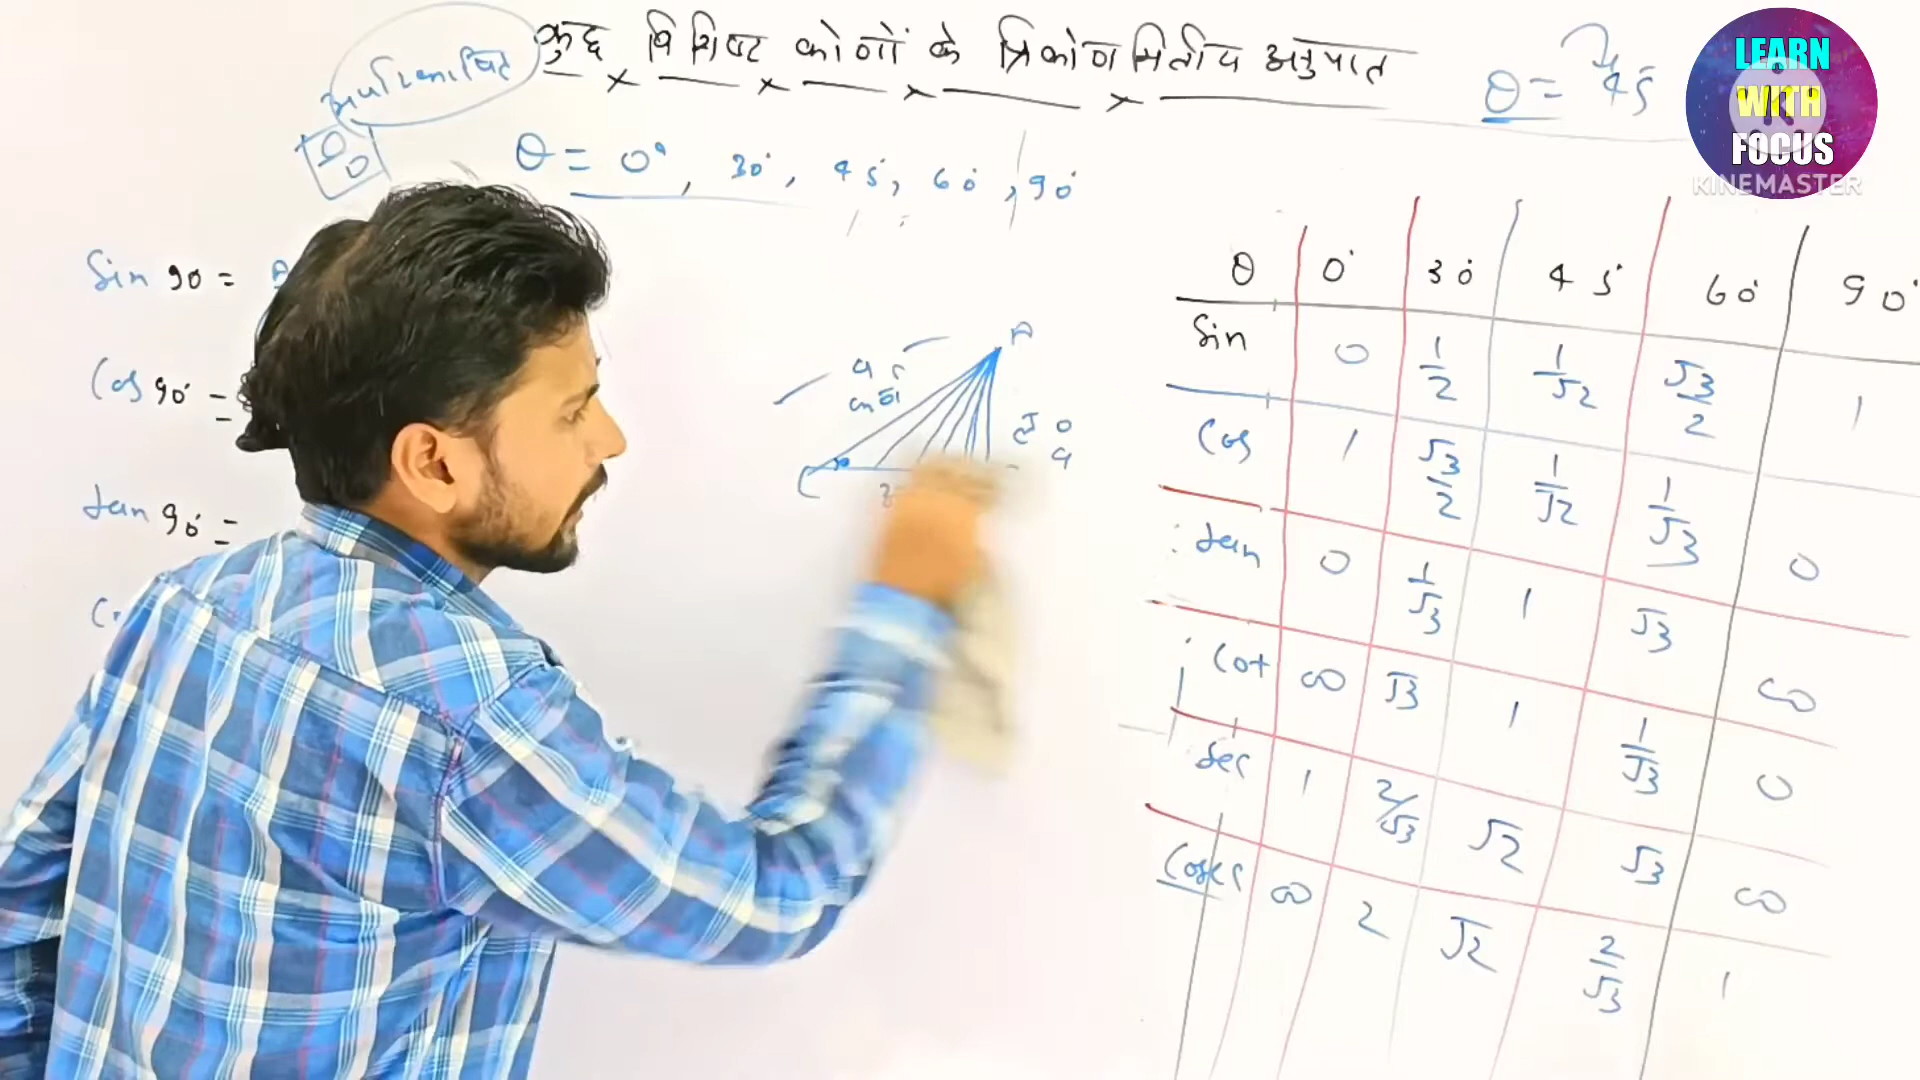 कुछ विशिष्ट कोणों के त्रिकोणमितीय अनुपात
θ = 45°
LEARN
WITH
FOCUS
KINEMASTER
θ = 0°, 30°, 45°, 60°, 90°
Sin 90 =
Cos 90° =
tan 90° =
A
C
θ 0° 30° 45° 60° 90°
Sin 0 1/2 1/√2 √3/2 1
Cos 1 √3/2 1/√2 1/√3 0
tan 0 1/√3 1 √3 ∞
Cot ∞ √3 1 1/√3 0
Sec 1 2/√3 √2 √3 ∞
Cosec ∞ 2 √2 2/√3 1